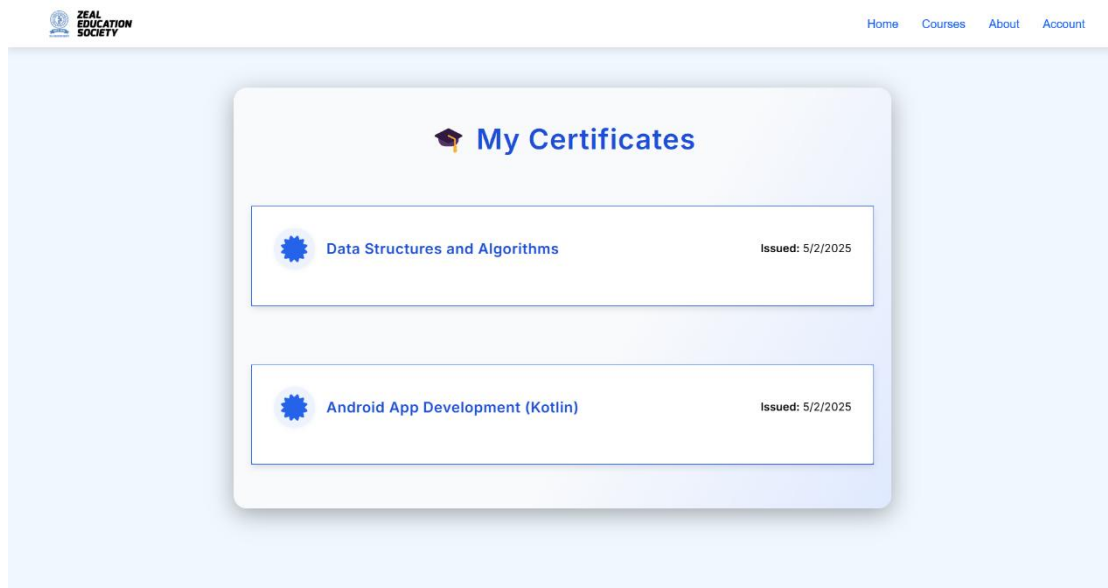 ZEAL
EDUCATION
SOCIETY
Home Courses About Account
My Certificates
Data Structures and Algorithms Issued: 5/2/2025
Android App Development (Kotlin) Issued: 5/2/2025